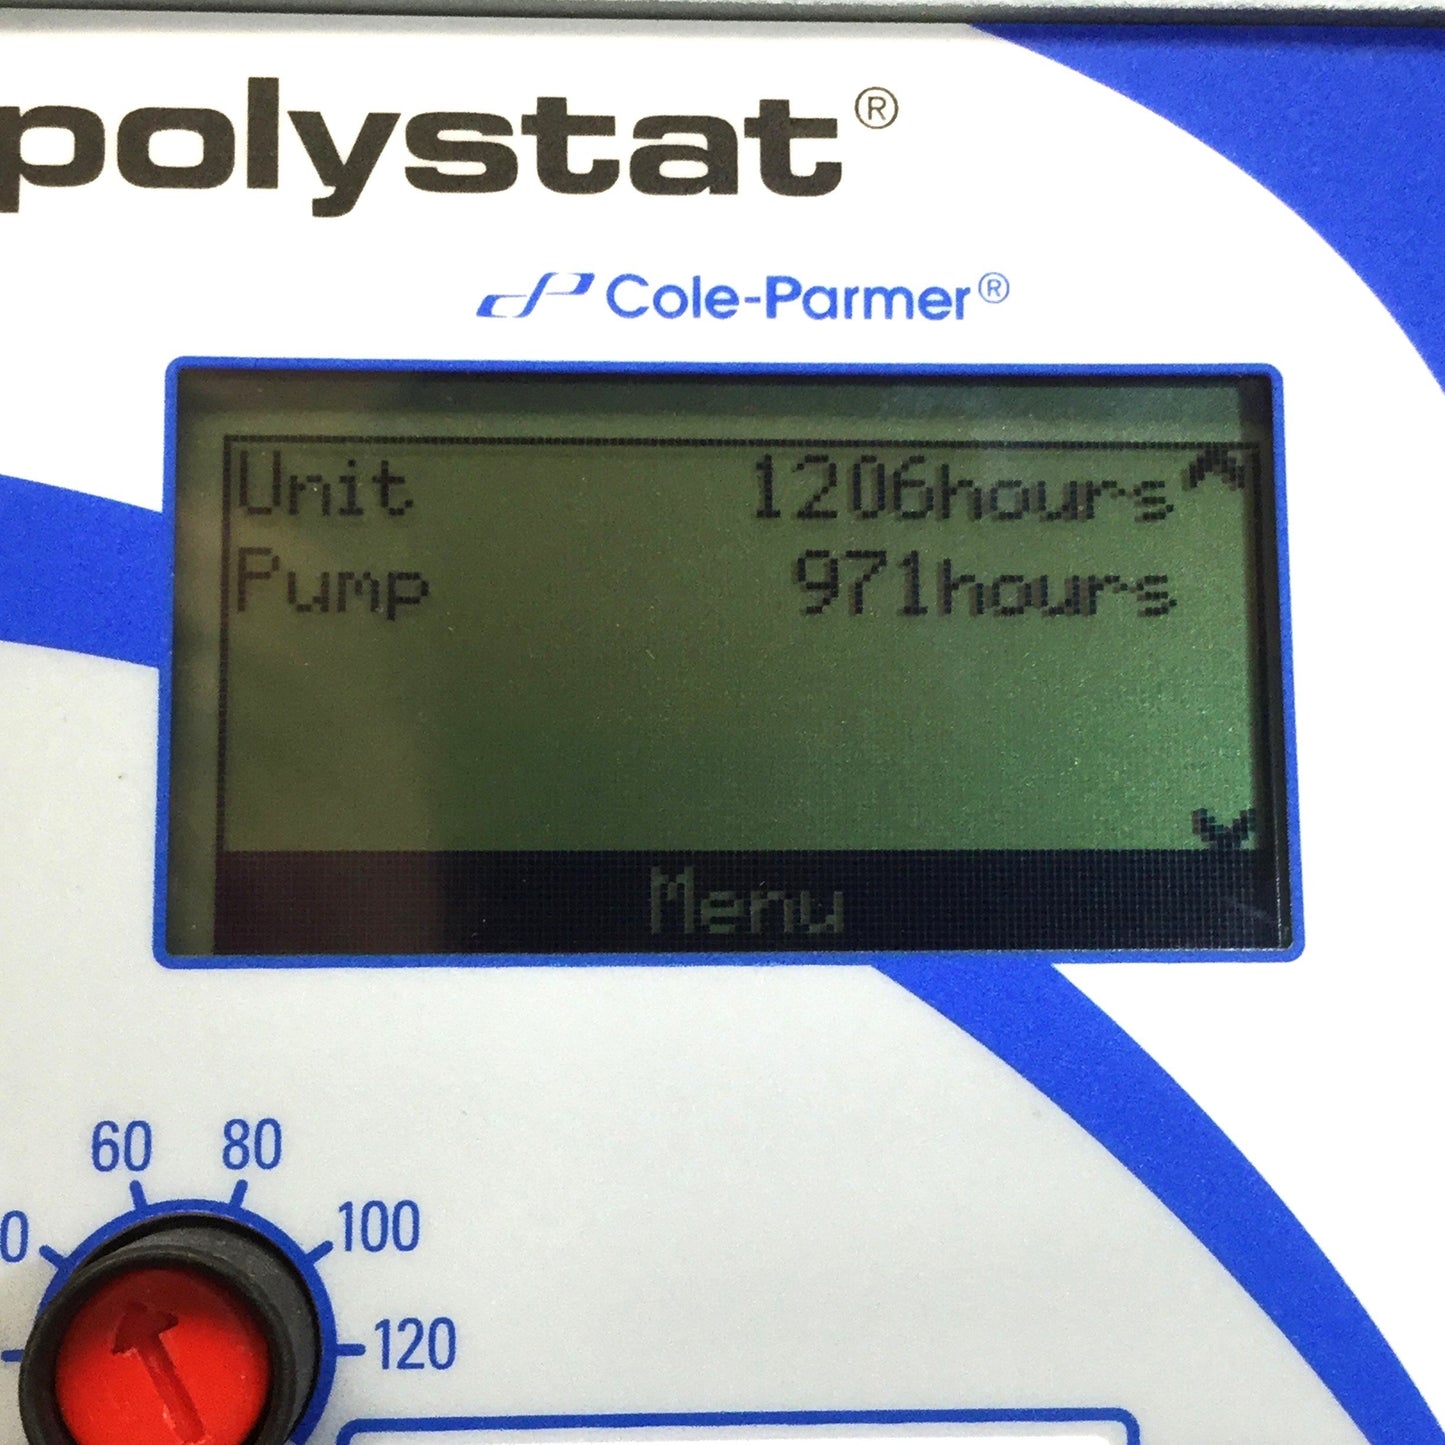 polystat®
Cole-Parmer®
Unit 1206hours
Pump 971hours
Menu
60 80
100
120